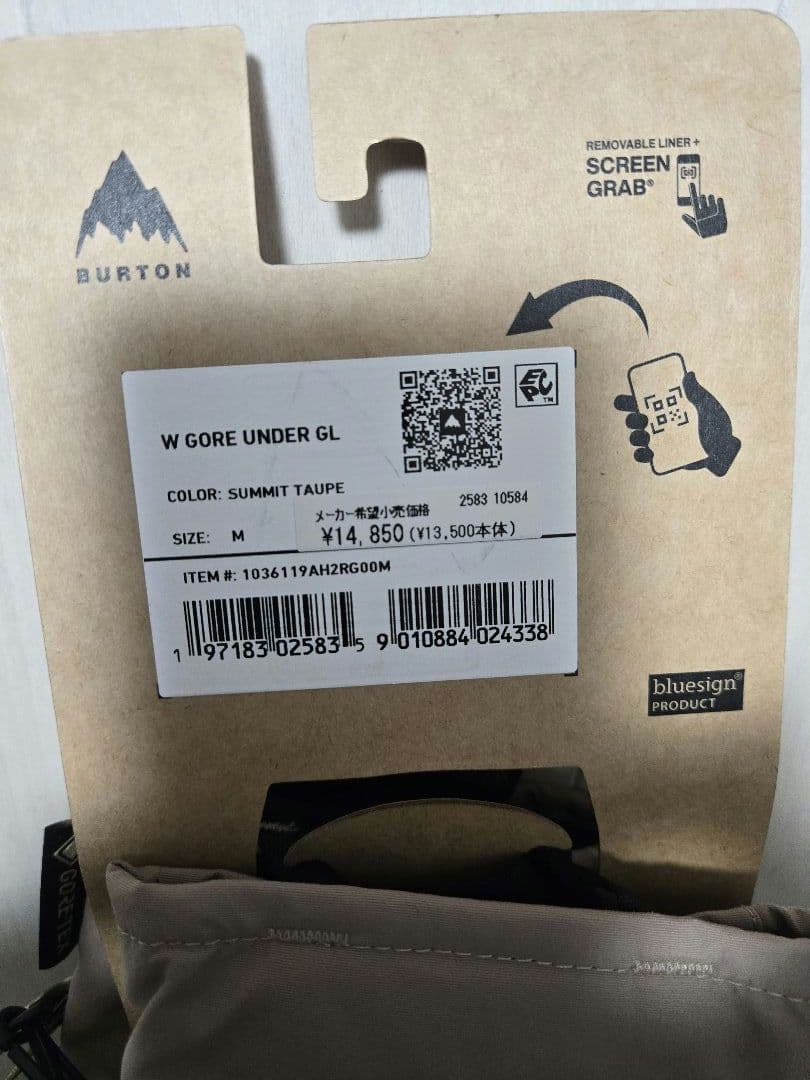 BURTON
REMOVABLE LINER +
SCREEN
GRAB®
EPC™
W GORE UNDER GL
COLOR: SUMMIT TAUPE
メーカー希望小売価格 2583 10584
SIZE: M
¥14,850(¥13,500本体)
ITEM #: 1036119AH2RG00M
1 97183 02583 5
9 010884 024338
bluesign®
PRODUCT
GORE-TEX